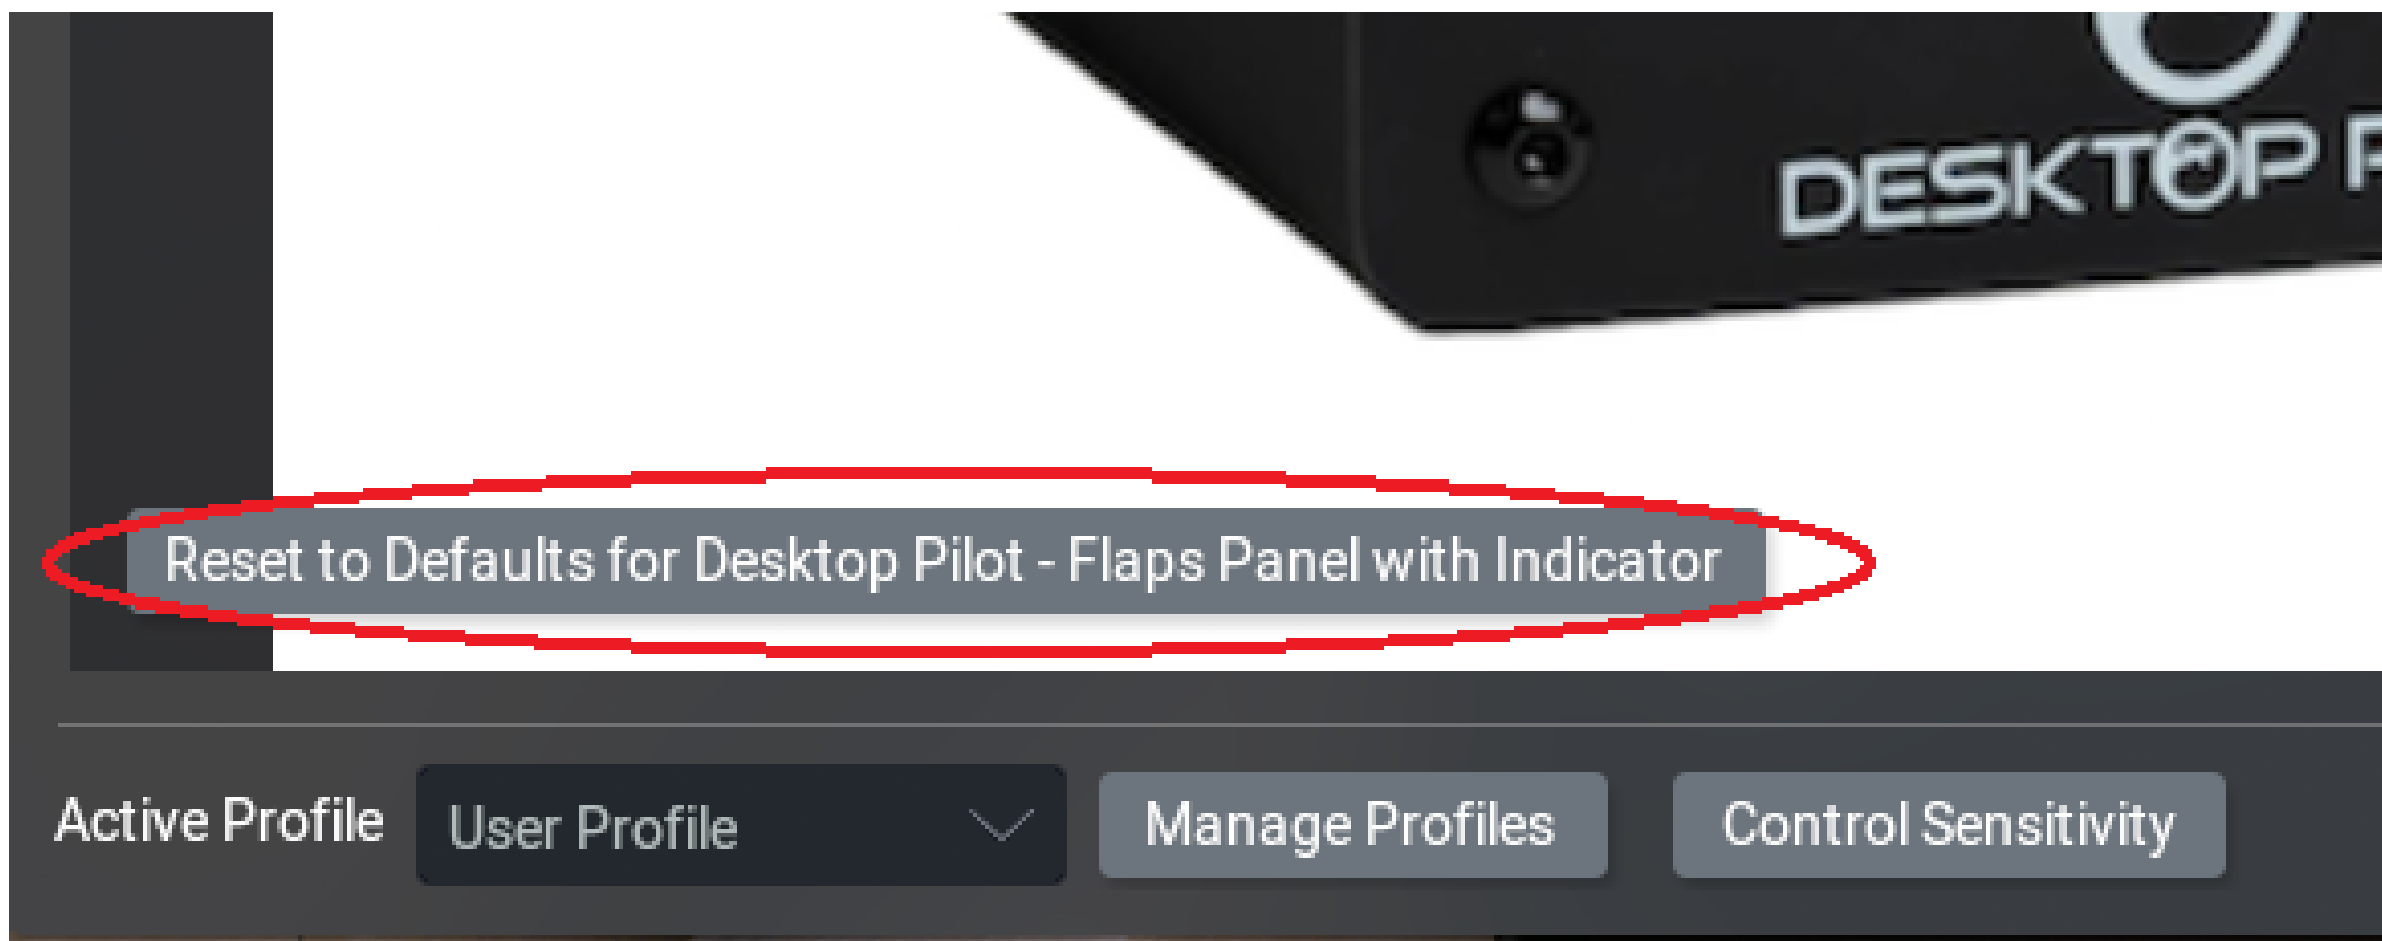 DESKTOP
Reset to Defaults for Desktop Pilot - Flaps Panel with Indicator
Active Profile
User Profile
Manage Profiles
Control Sensitivity